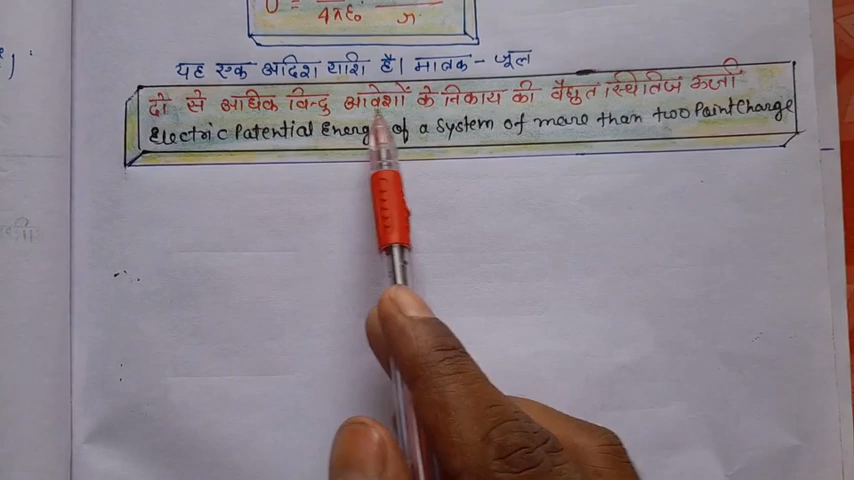 U =
4πε₀ r
यह एक अदिश राशि है। मात्रक - जूल
दो से अधिक बिन्दु आवेशों के निकाय की वैद्युत स्थितिज ऊर्जा
Electric Potential Energy of a System of more than two Point Charge